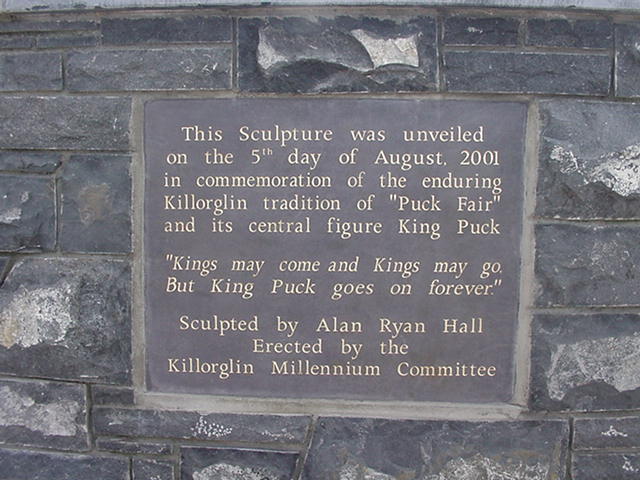 This Sculpture was unveiled
on the 5th day of August, 2001
in commemoration of the enduring
Killorglin tradition of "Puck Fair"
and its central figure King Puck
"Kings may come and Kings may go,
But King Puck goes on forever."
Sculpted by Alan Ryan Hall
Erected by the
Killorglin Millennium Committee